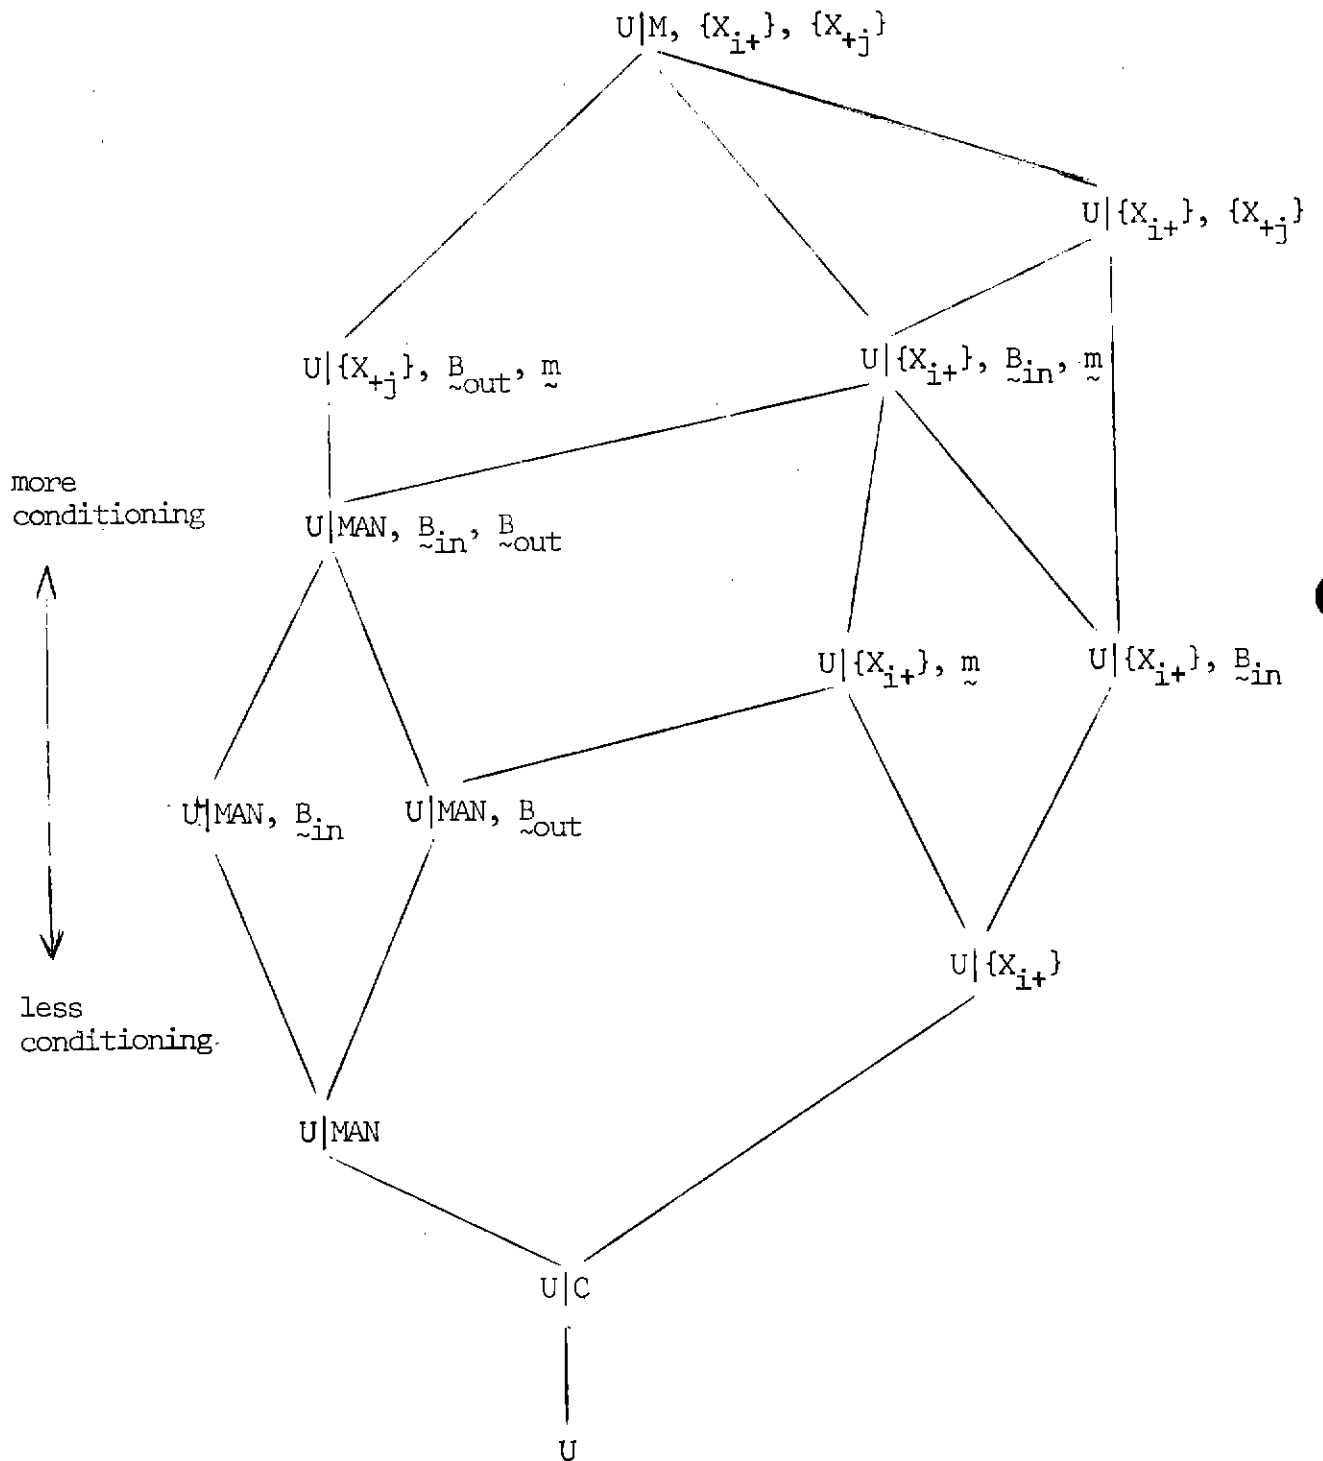 U|M, {X_i+}, {X_+j}
U|{X_i+}, {X_+j}
U|{X_+j}, B_out, m
U|{X_i+}, B_in, m
more
conditioning
U|MAN, B_in, B_out
U|{X_i+}, m
U|{X_i+}, B_in
U|MAN, B_in
U|MAN, B_out
U|{X_i+}
less
conditioning
U|MAN
U|C
U